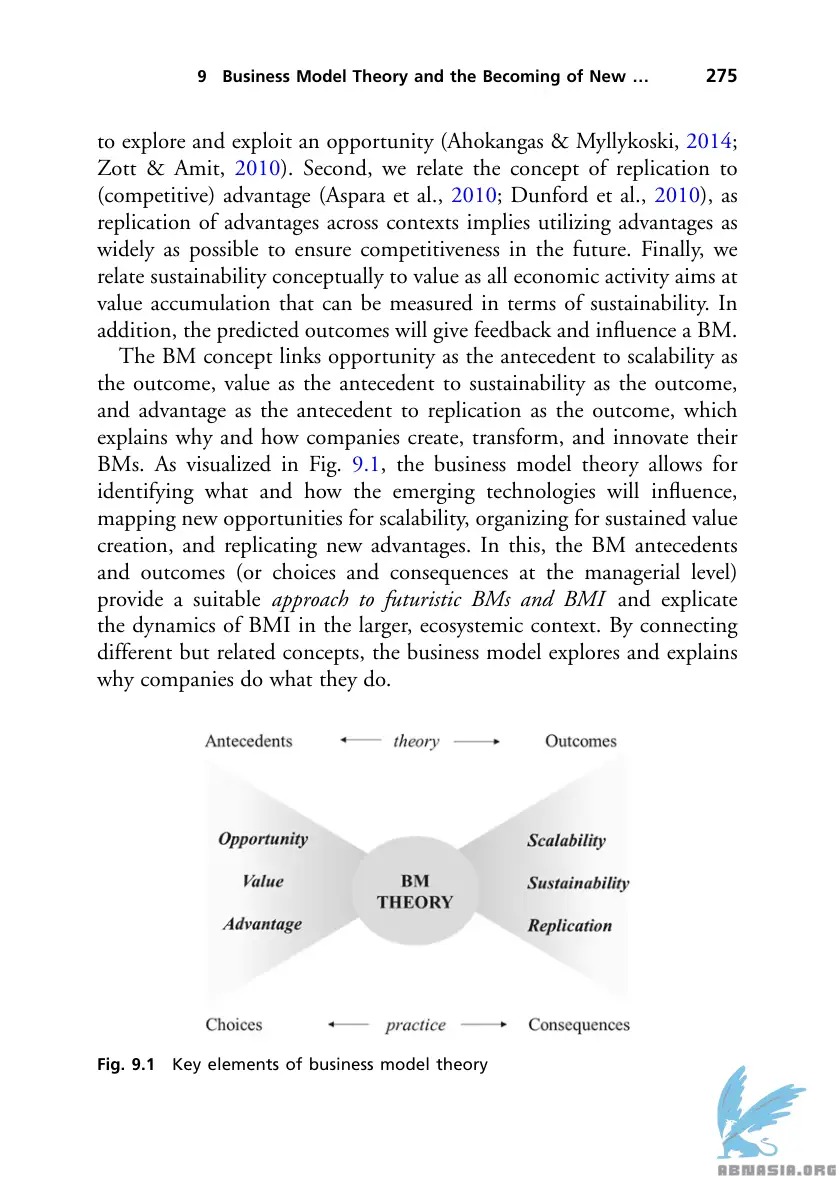 9 Business Model Theory and the Becoming of New … 275
to explore and exploit an opportunity (Ahokangas & Myllykoski, 2014;
Zott & Amit, 2010). Second, we relate the concept of replication to
(competitive) advantage (Aspara et al., 2010; Dunford et al., 2010), as
replication of advantages across contexts implies utilizing advantages as
widely as possible to ensure competitiveness in the future. Finally, we
relate sustainability conceptually to value as all economic activity aims at
value accumulation that can be measured in terms of sustainability. In
addition, the predicted outcomes will give feedback and influence a BM.
The BM concept links opportunity as the antecedent to scalability as
the outcome, value as the antecedent to sustainability as the outcome,
and advantage as the antecedent to replication as the outcome, which
explains why and how companies create, transform, and innovate their
BMs. As visualized in Fig. 9.1, the business model theory allows for
identifying what and how the emerging technologies will influence,
mapping new opportunities for scalability, organizing for sustained value
creation, and replicating new advantages. In this, the BM antecedents
and outcomes (or choices and consequences at the managerial level)
provide a suitable approach to futuristic BMs and BMI and explicate
the dynamics of BMI in the larger, ecosystemic context. By connecting
different but related concepts, the business model explores and explains
why companies do what they do.
Antecedents theory Outcomes
Opportunity Scalability
Value BM Sustainability
THEORY
Advantage Replication
Choices practice Consequences
Fig. 9.1 Key elements of business model theory
ABNASIA.ORG